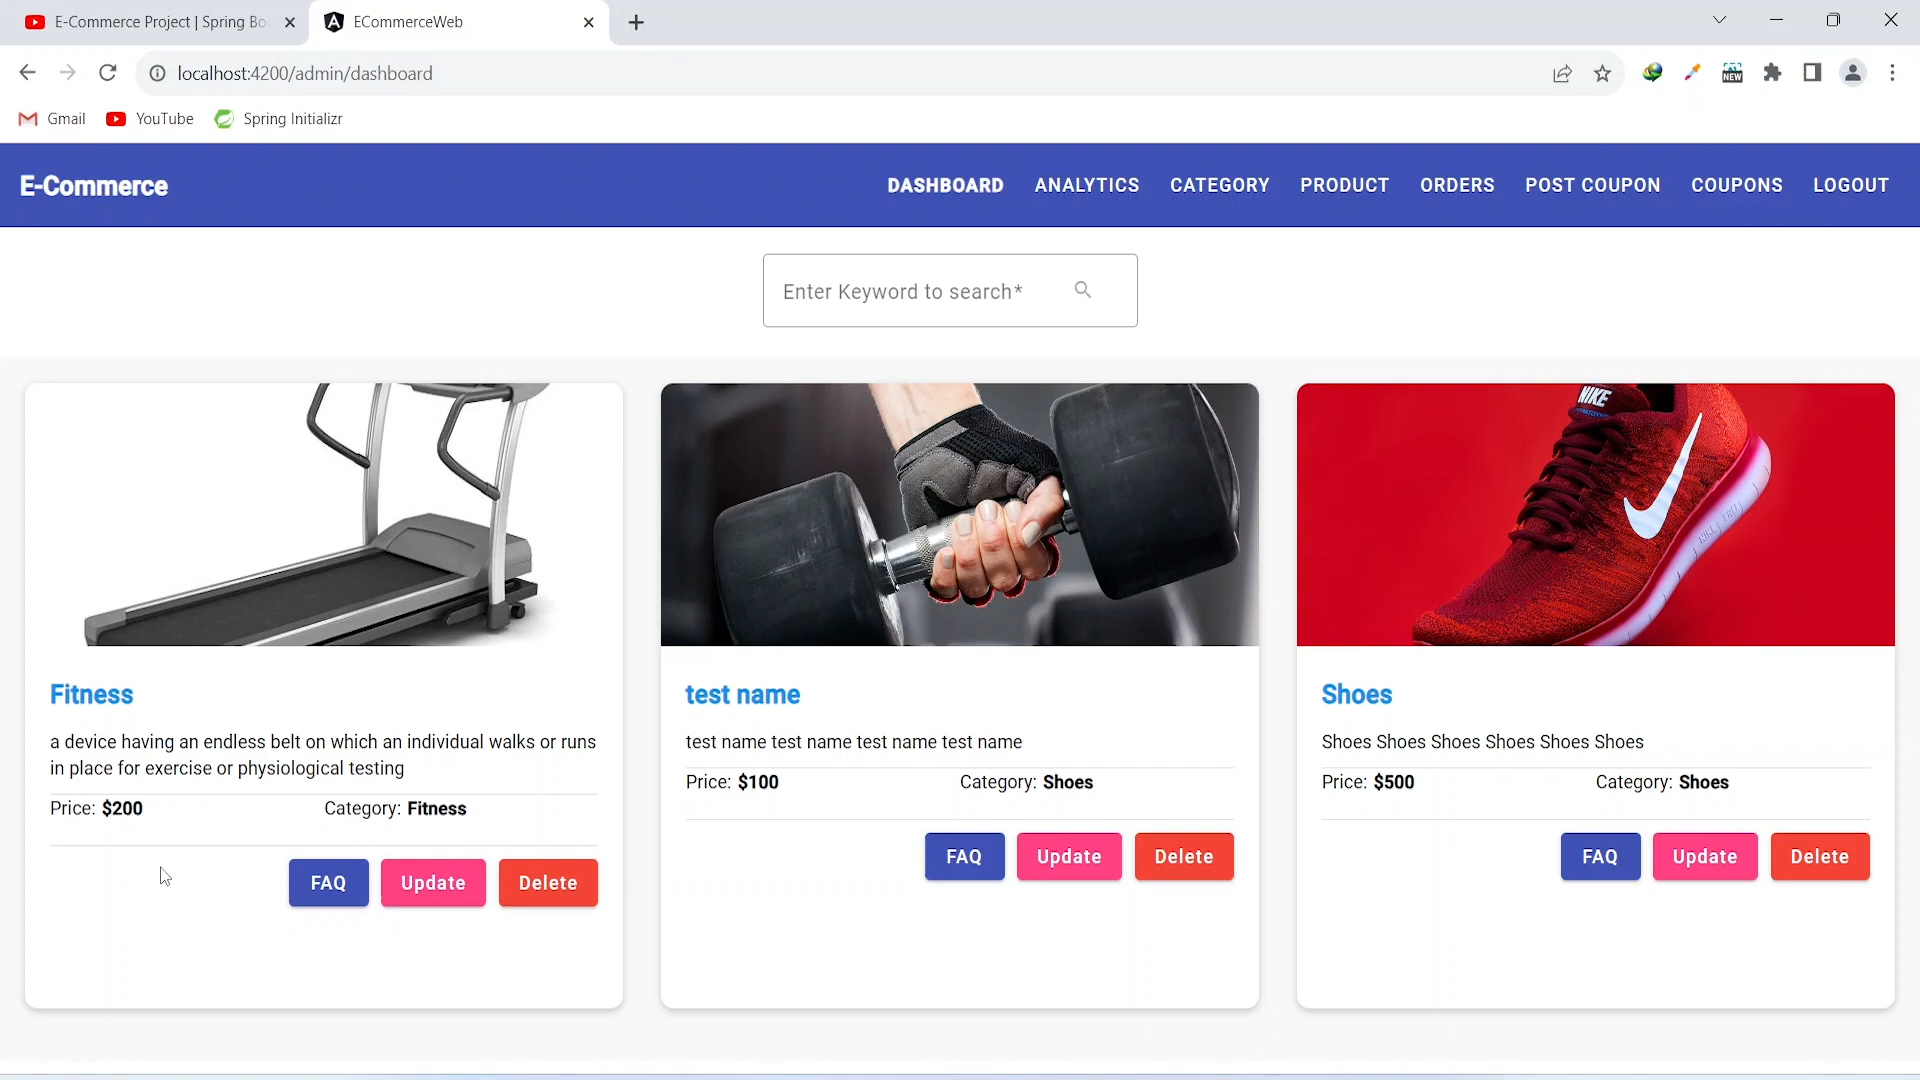 E-Commerce Project | Spring Bo
ECommerceWeb
localhost:4200/admin/dashboard
NEW
Gmail
YouTube
Spring Initializr
E-Commerce
DASHBOARD
ANALYTICS
CATEGORY
PRODUCT
ORDERS
POST COUPON
COUPONS
LOGOUT
Enter Keyword to search*
NIKE
Fitness
a device having an endless belt on which an individual walks or runs
in place for exercise or physiological testing
Price: $200
Category: Fitness
FAQ
Update
Delete
test name
test name test name test name test name
Price: $100
Category: Shoes
FAQ
Update
Delete
Shoes
Shoes Shoes Shoes Shoes Shoes Shoes
Price: $500
Category: Shoes
FAQ
Update
Delete